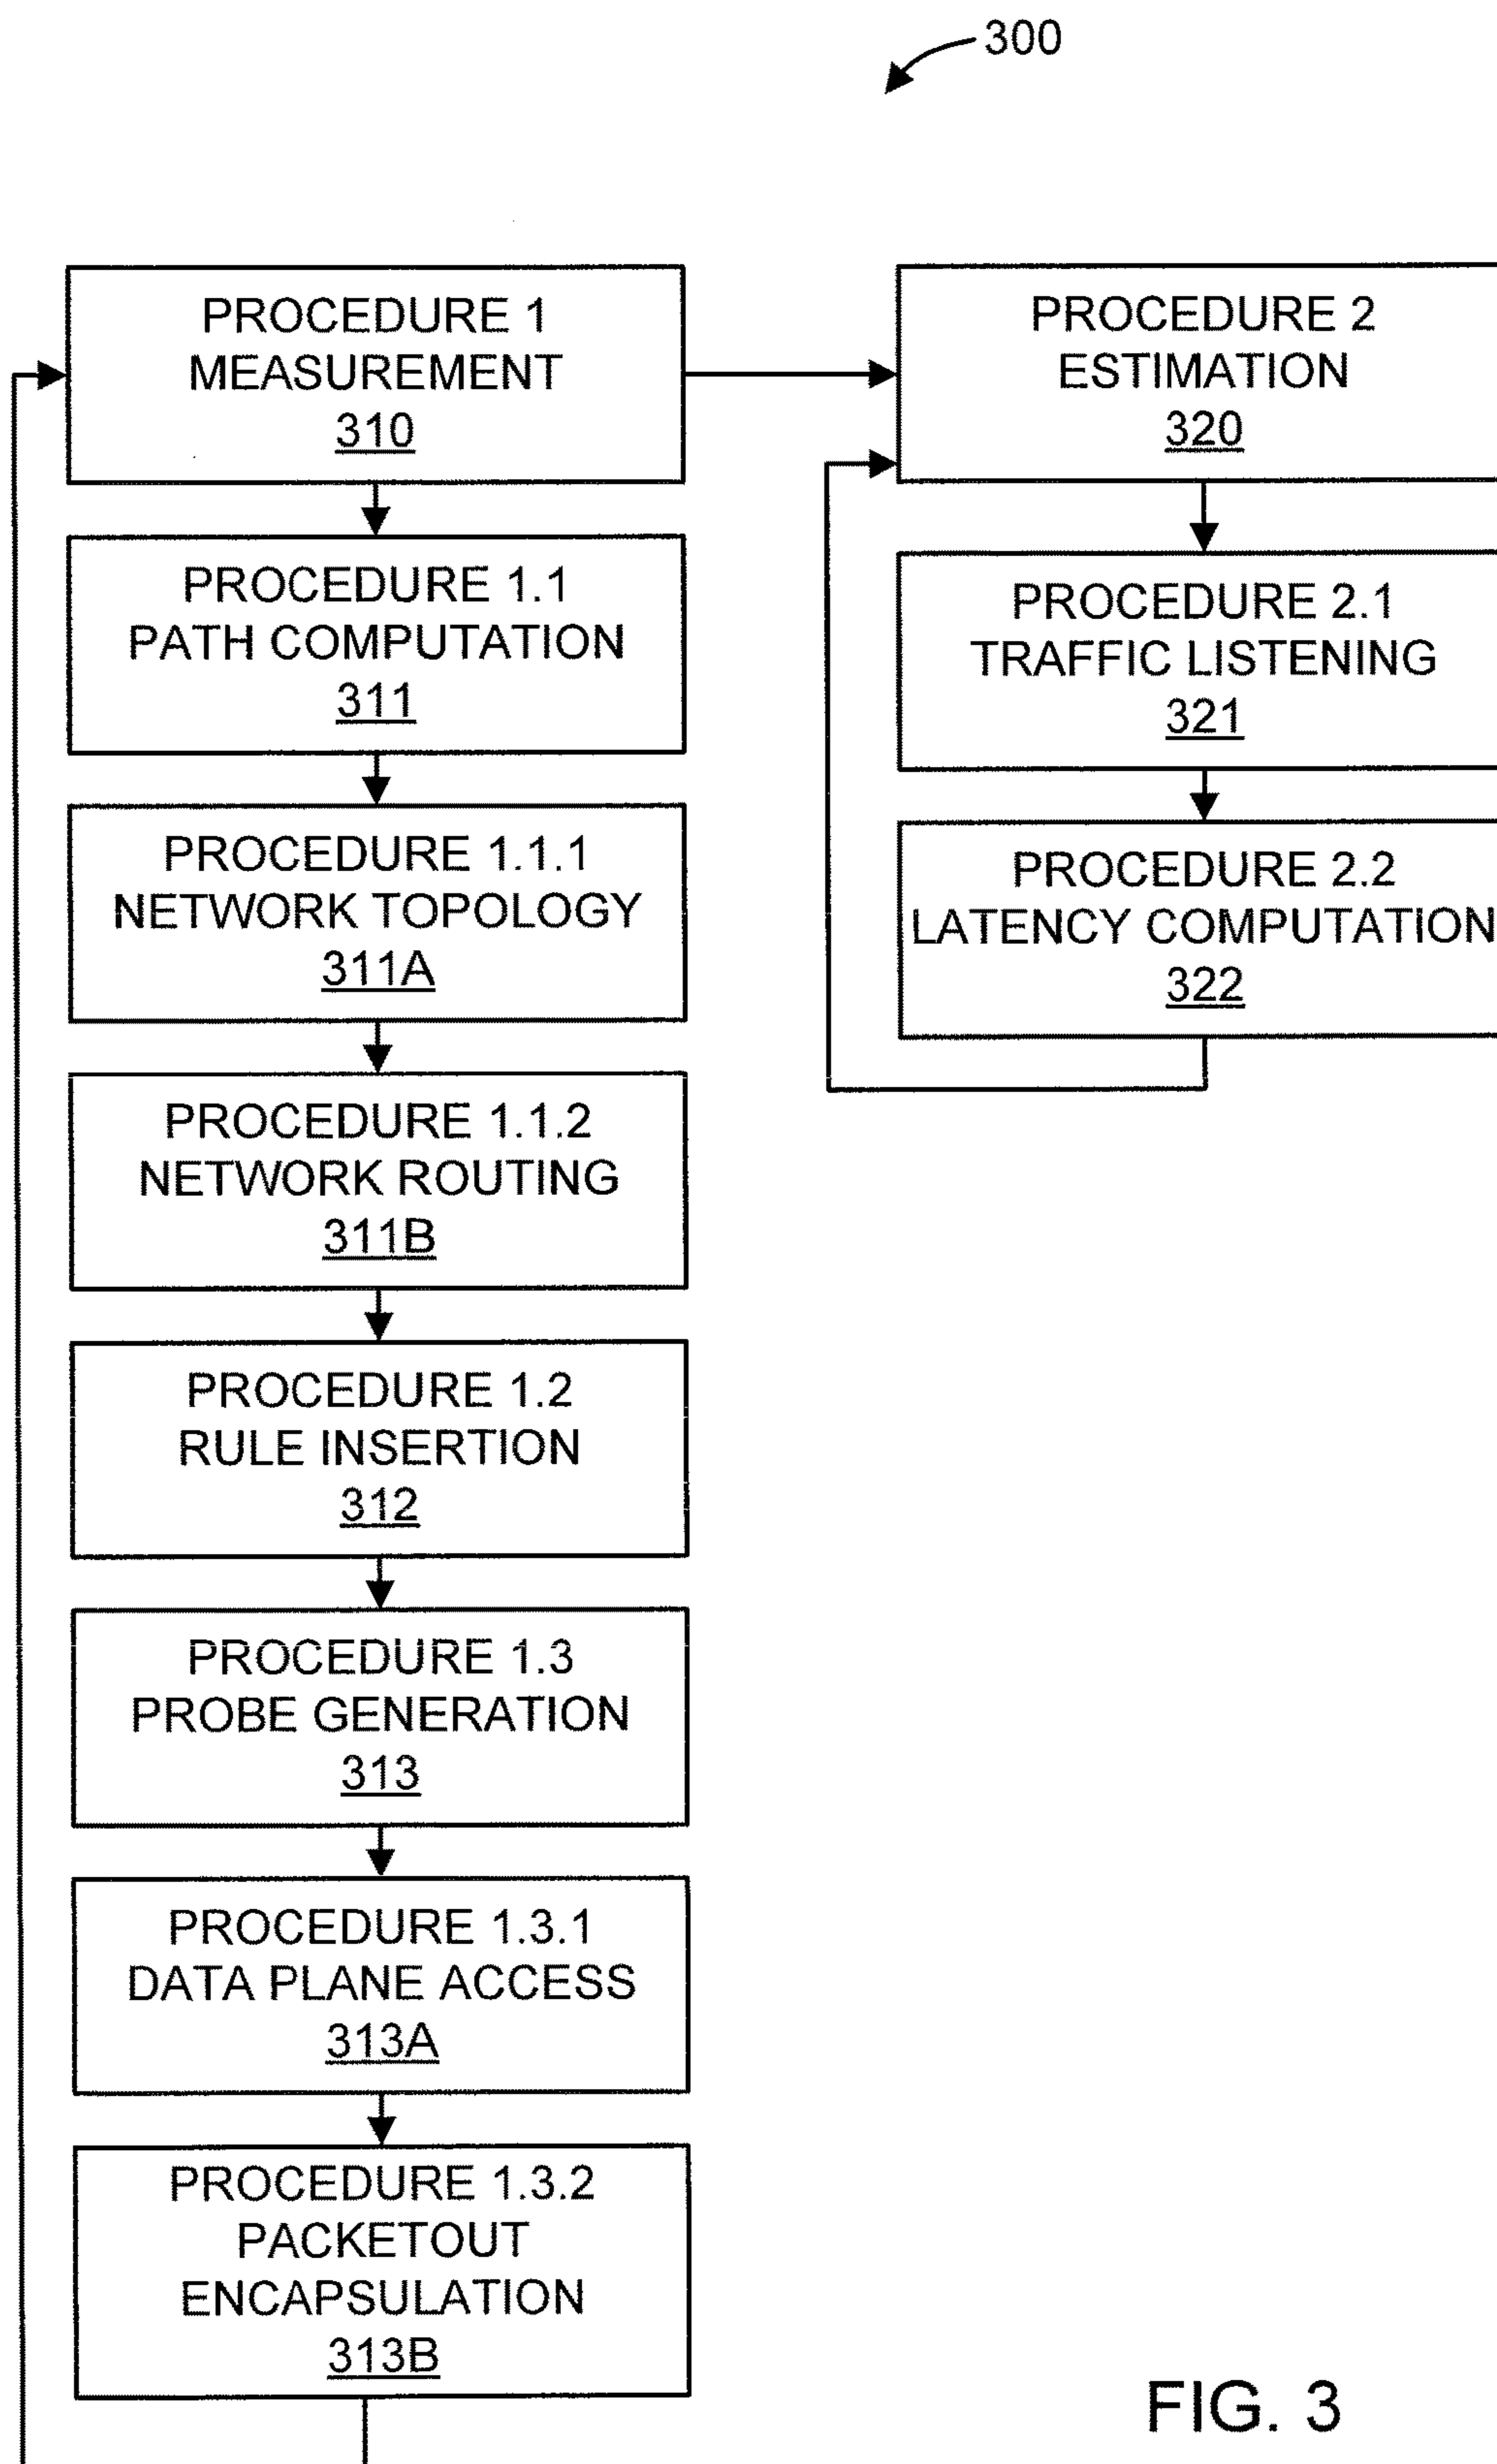 300
PROCEDURE 1
MEASUREMENT
310
PROCEDURE 1.1
PATH COMPUTATION
311
PROCEDURE 1.1.1
NETWORK TOPOLOGY
311A
PROCEDURE 1.1.2
NETWORK ROUTING
311B
PROCEDURE 1.2
RULE INSERTION
312
PROCEDURE 1.3
PROBE GENERATION
313
PROCEDURE 1.3.1
DATA PLANE ACCESS
313A
PROCEDURE 1.3.2
PACKETOUT
ENCAPSULATION
313B
PROCEDURE 2
ESTIMATION
320
PROCEDURE 2.1
TRAFFIC LISTENING
321
PROCEDURE 2.2
LATENCY COMPUTATION
322
FIG. 3